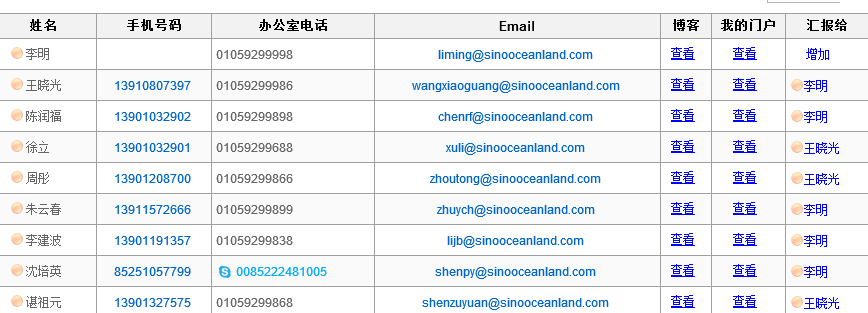 姓名 手机号码 办公室电话 Email 博客 我的门户 汇报给
李明 01059299998 liming@sinooceanland.com 查看 查看 增加
王晓光 13910807397 01059299986 wangxiaoguang@sinooceanland.com 查看 查看 李明
陈润福 13901032902 01059299898 chenrf@sinooceanland.com 查看 查看 李明
徐立 13901032901 01059299688 xuli@sinooceanland.com 查看 查看 王晓光
周彤 13901208700 01059299866 zhoutong@sinooceanland.com 查看 查看 王晓光
朱云春 13911572666 01059299899 zhuych@sinooceanland.com 查看 查看 李明
李建波 13901191357 01059299838 lijb@sinooceanland.com 查看 查看 李明
沈培英 85251057799 0085222481005 shenpy@sinooceanland.com 查看 查看 李明
谌祖元 13901327575 01059299868 shenzuyuan@sinooceanland.com 查看 查看 王晓光